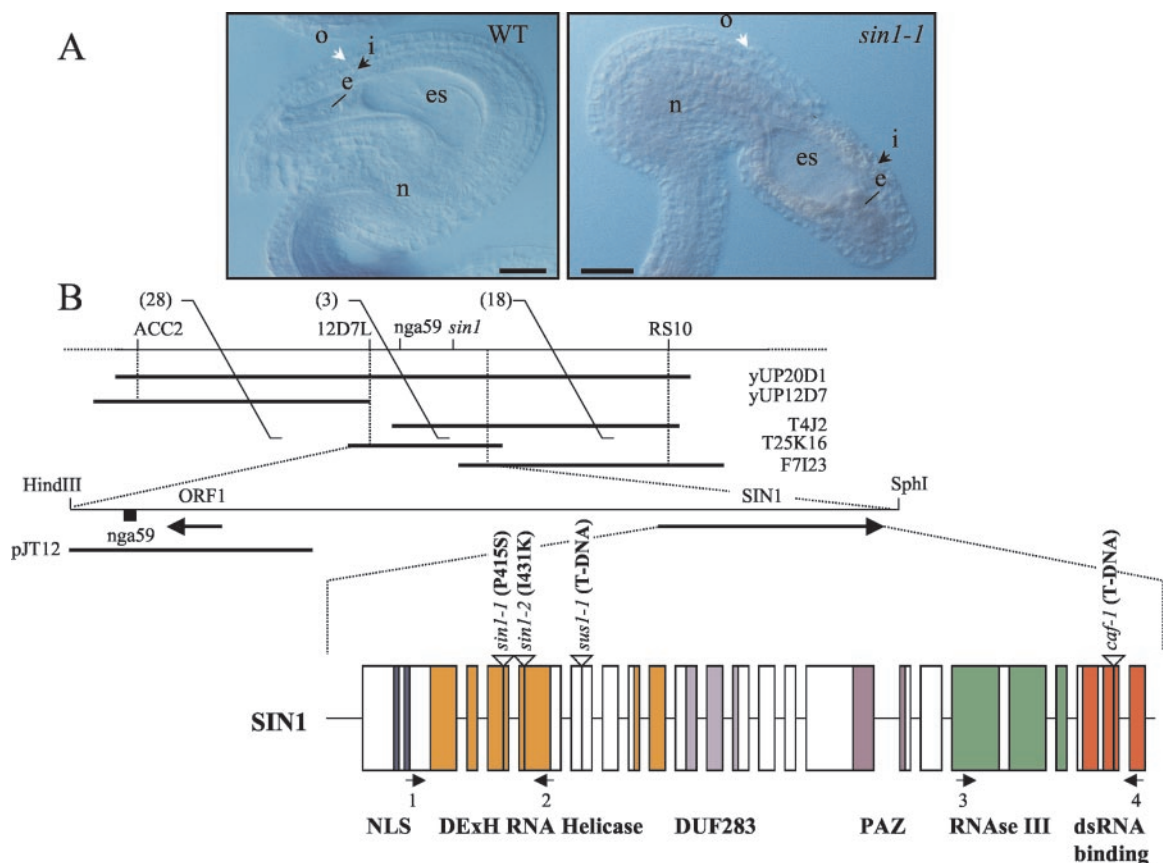 A
WT
o
i
e
es
n
sin1-1
o
n
es
i
e
B
(28)
(3)
(18)
ACC2
12D7L
nga59
sin1
RS10
yUP20D1
yUP12D7
T4J2
T25K16
F7I23
HindIII
ORF1
SIN1
SphI
nga59
pJT12
sin1-1 (P415S)
sin1-2 (I431K)
sus1-1 (T-DNA)
caf-1 (T-DNA)
SIN1
1
2
3
4
NLS
DExH RNA Helicase
DUF283
PAZ
RNAse III
dsRNA
binding